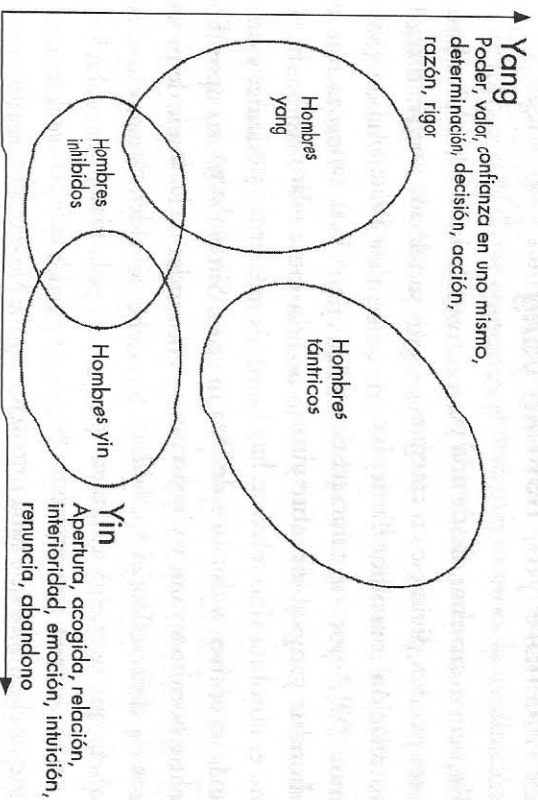 Yang
Poder, valor, confianza en uno mismo,
determinación, decisión, acción,
razón, rigor
Hombres
yang
Hombres
tántricos
Hombres
inhibidos
Hombres yin
Yin
Apertura, acogida, relación,
interioridad, emoción, intuición,
renuncia, abandono